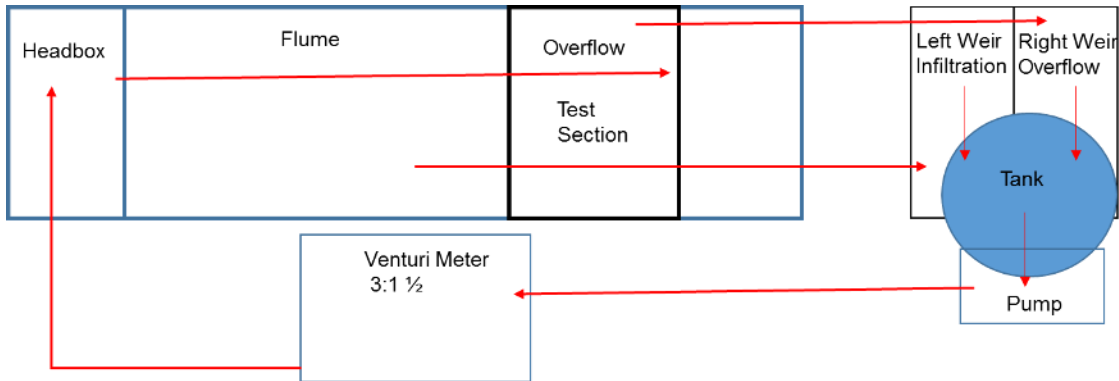 Headbox
Flume
Overflow
Test
Section
Left Weir
Infiltration
Right Weir
Overflow
Tank
Pump
Venturi Meter
3:1 ½